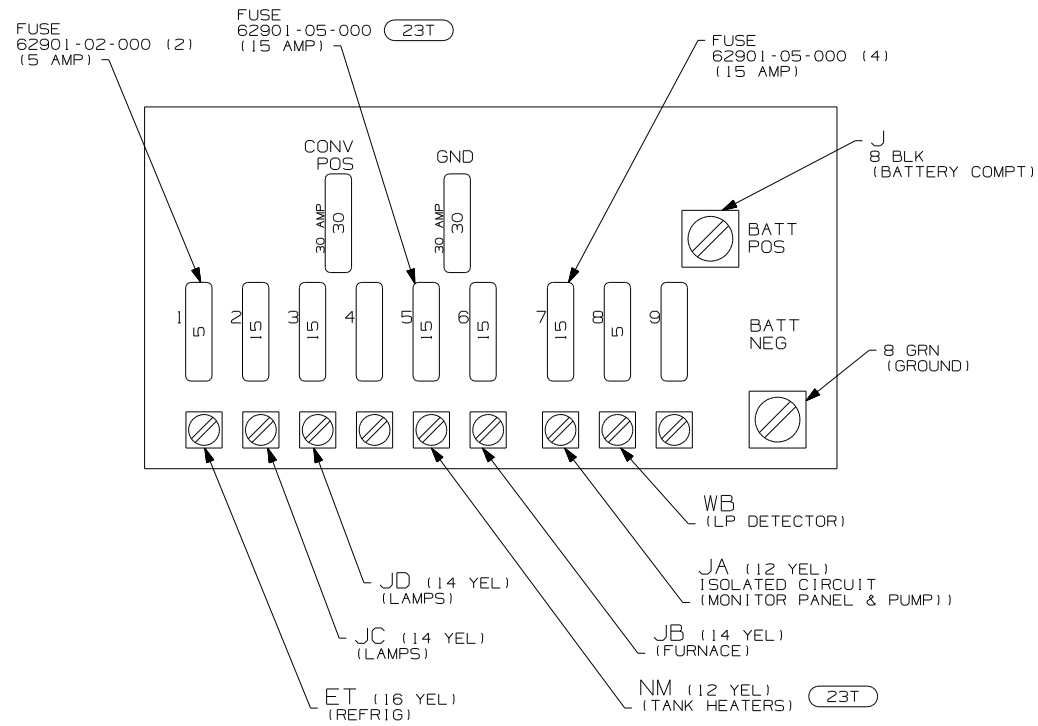 FUSE
62901-02-000 (2)
(5 AMP)
FUSE
62901-05-000 23T
(15 AMP)
FUSE
62901-05-000 (4)
(15 AMP)
J
8 BLK
(BATTERY COMPT)
CONV
POS
GND
30 AMP
30
30 AMP
30
BATT
POS
1
5
2
15
3
15
4
5
15
6
15
7
15
8
5
9
BATT
NEG
8 GRN
(GROUND)
WB
(LP DETECTOR)
JA (12 YEL)
ISOLATED CIRCUIT
(MONITOR PANEL & PUMP))
JD (14 YEL)
(LAMPS)
JC (14 YEL)
(LAMPS)
JB (14 YEL)
(FURNACE)
ET (16 YEL)
(REFRIG)
NM (12 YEL)
(TANK HEATERS) 23T